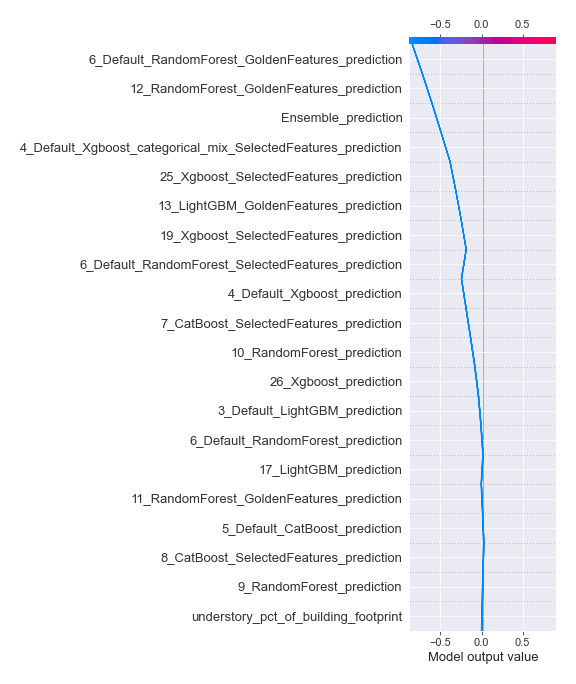 −0.5 0.0 0.5
6_Default_RandomForest_GoldenFeatures_prediction
12_RandomForest_GoldenFeatures_prediction
Ensemble_prediction
4_Default_Xgboost_categorical_mix_SelectedFeatures_prediction
25_Xgboost_SelectedFeatures_prediction
13_LightGBM_GoldenFeatures_prediction
19_Xgboost_SelectedFeatures_prediction
6_Default_RandomForest_SelectedFeatures_prediction
4_Default_Xgboost_prediction
7_CatBoost_SelectedFeatures_prediction
10_RandomForest_prediction
26_Xgboost_prediction
3_Default_LightGBM_prediction
6_Default_RandomForest_prediction
17_LightGBM_prediction
11_RandomForest_GoldenFeatures_prediction
5_Default_CatBoost_prediction
8_CatBoost_SelectedFeatures_prediction
9_RandomForest_prediction
understory_pct_of_building_footprint
−0.5 0.0 0.5
Model output value